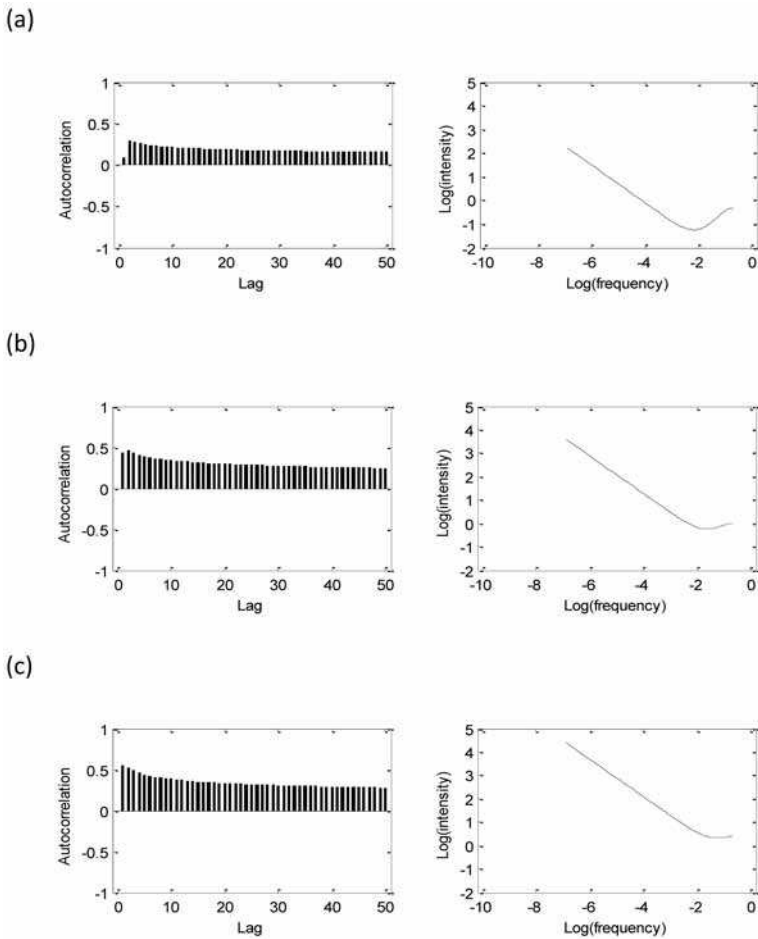 (a)
1
0.5
0
-0.5
-1
Autocorrelation
0 10 20 30 40 50
Lag
5
4
3
2
1
0
-1
-2
Log(intensity)
-10 -8 -6 -4 -2 0
Log(frequency)
(b)
1
0.5
0
-0.5
-1
Autocorrelation
0 10 20 30 40 50
Lag
5
4
3
2
1
0
-1
-2
Log(intensity)
-10 -8 -6 -4 -2 0
Log(frequency)
(c)
1
0.5
0
-0.5
-1
Autocorrelation
0 10 20 30 40 50
Lag
5
4
3
2
1
0
-1
-2
Log(intensity)
-10 -8 -6 -4 -2 0
Log(frequency)